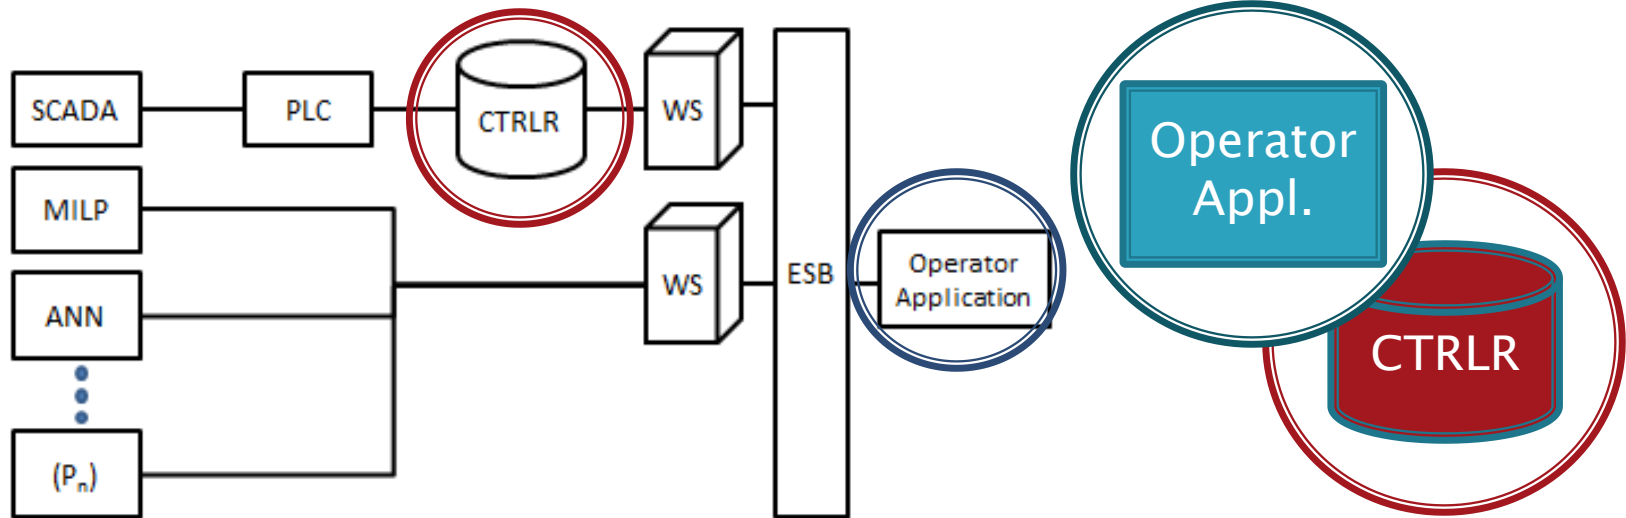 SCADA
PLC
CTRLR
WS
MILP
ANN
(Pn)
WS
ESB
Operator
Application
Operator
Appl.
CTRLR